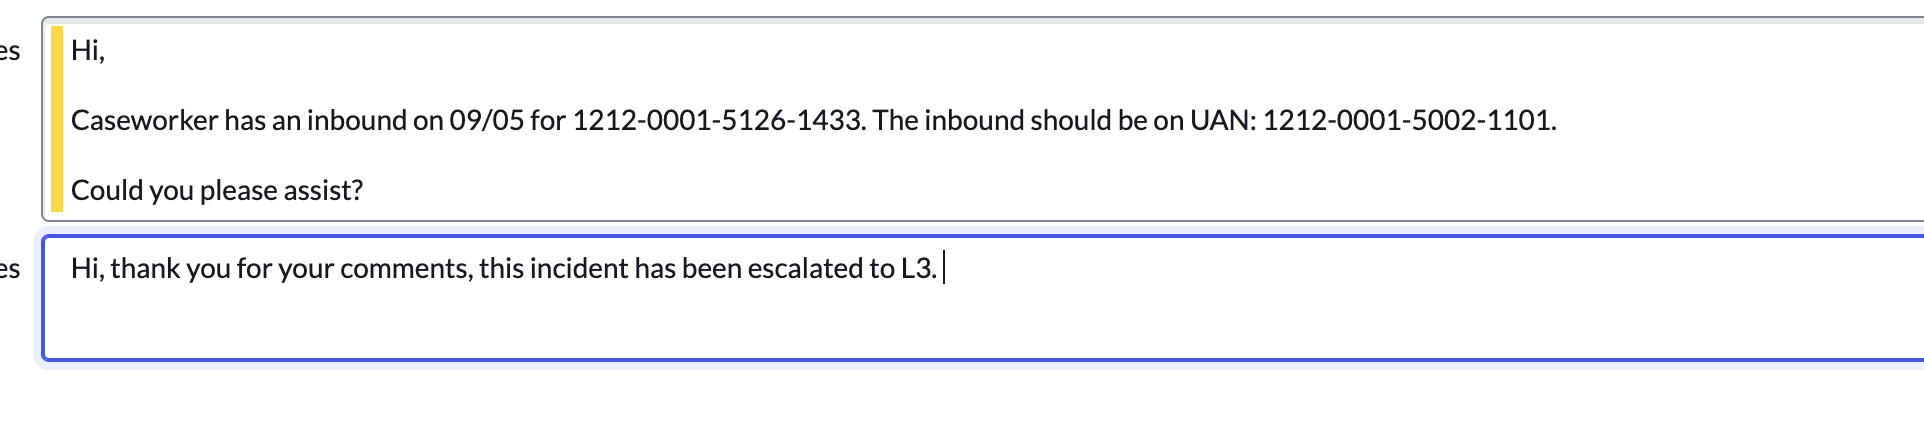 es
Hi,
Caseworker has an inbound on 09/05 for 1212-0001-5126-1433. The inbound should be on UAN: 1212-0001-5002-1101.
Could you please assist?
es
Hi, thank you for your comments, this incident has been escalated to L3.